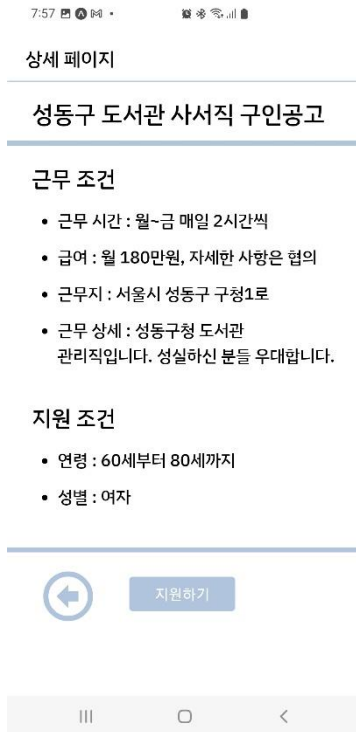 7:57
상세 페이지
성동구 도서관 사서직 구인공고
근무 조건
• 근무 시간 : 월~금 매일 2시간씩
• 급여 : 월 180만원, 자세한 사항은 협의
• 근무지 : 서울시 성동구 구청1로
• 근무 상세 : 성동구청 도서관
관리직입니다. 성실하신 분들 우대합니다.
지원 조건
• 연령 : 60세부터 80세까지
• 성별 : 여자
지원하기